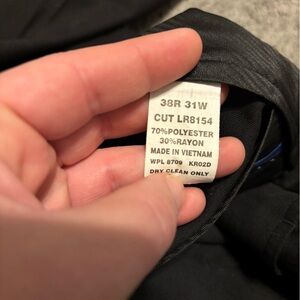 38R 31W
CUT LR8154
70%POLYESTER
30%RAYON
MADE IN VIETNAM
WPL 8709 KR02D
DRY CLEAN ONLY